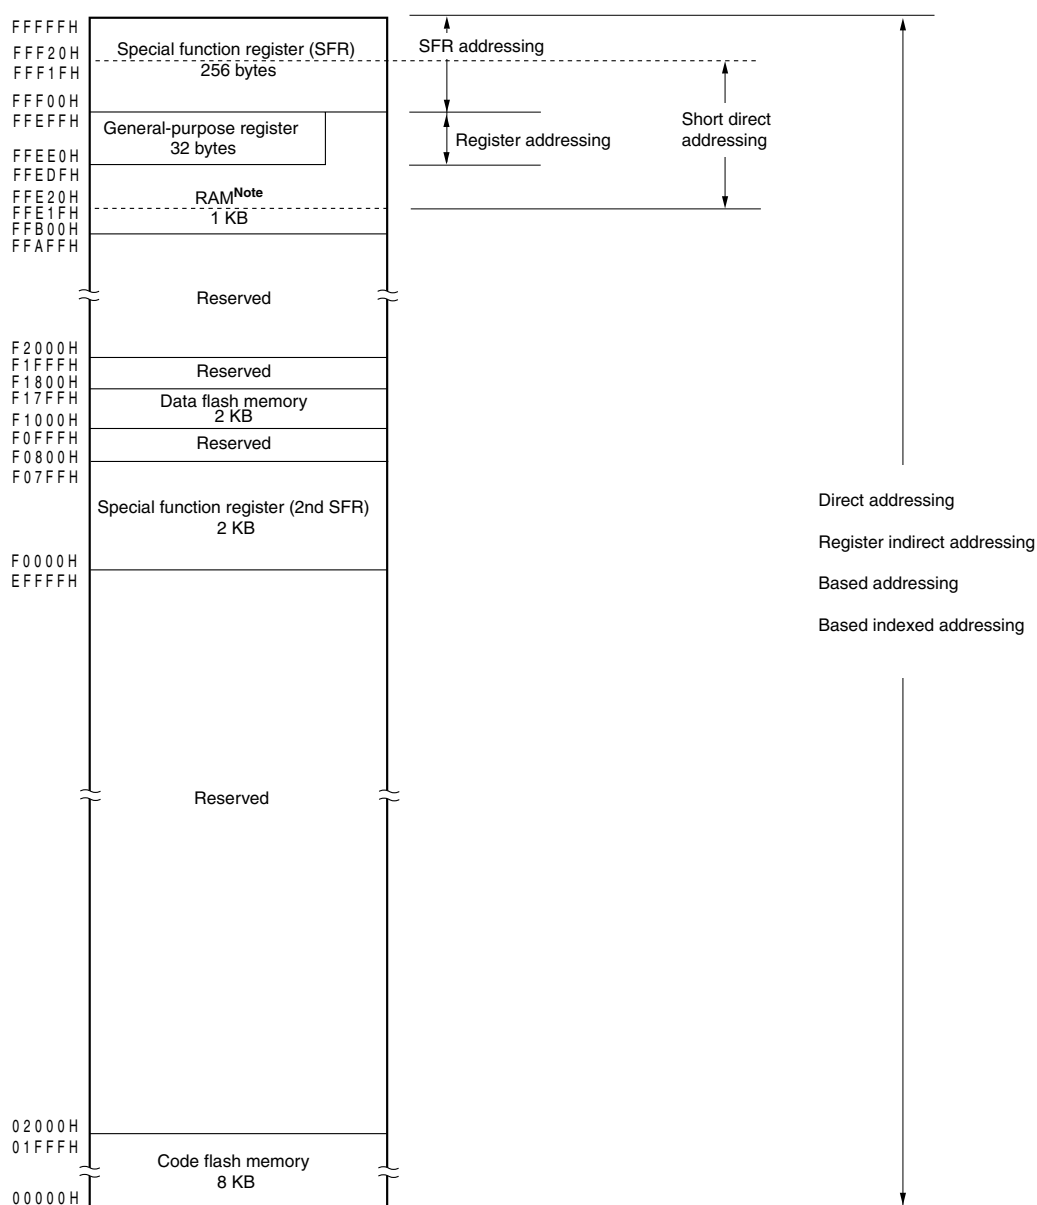 FFFFFH
FFF20H
FFF1FH
FFF00H
FFEFFH
FFEE0H
FFEDFH
FFE20H
FFE1FH
FFB00H
FFAFFH
F2000H
F1FFFH
F1800H
F17FFH
F1000H
F0FFFH
F0800H
F07FFH
F0000H
EFFFFH
02000H
01FFFH
00000H
Special function register (SFR)
256 bytes
General-purpose register
32 bytes
RAMNote
1 KB
Reserved
Reserved
Data flash memory
2 KB
Reserved
Special function register (2nd SFR)
2 KB
Reserved
Code flash memory
8 KB
SFR addressing
Register addressing
Short direct
addressing
Direct addressing
Register indirect addressing
Based addressing
Based indexed addressing